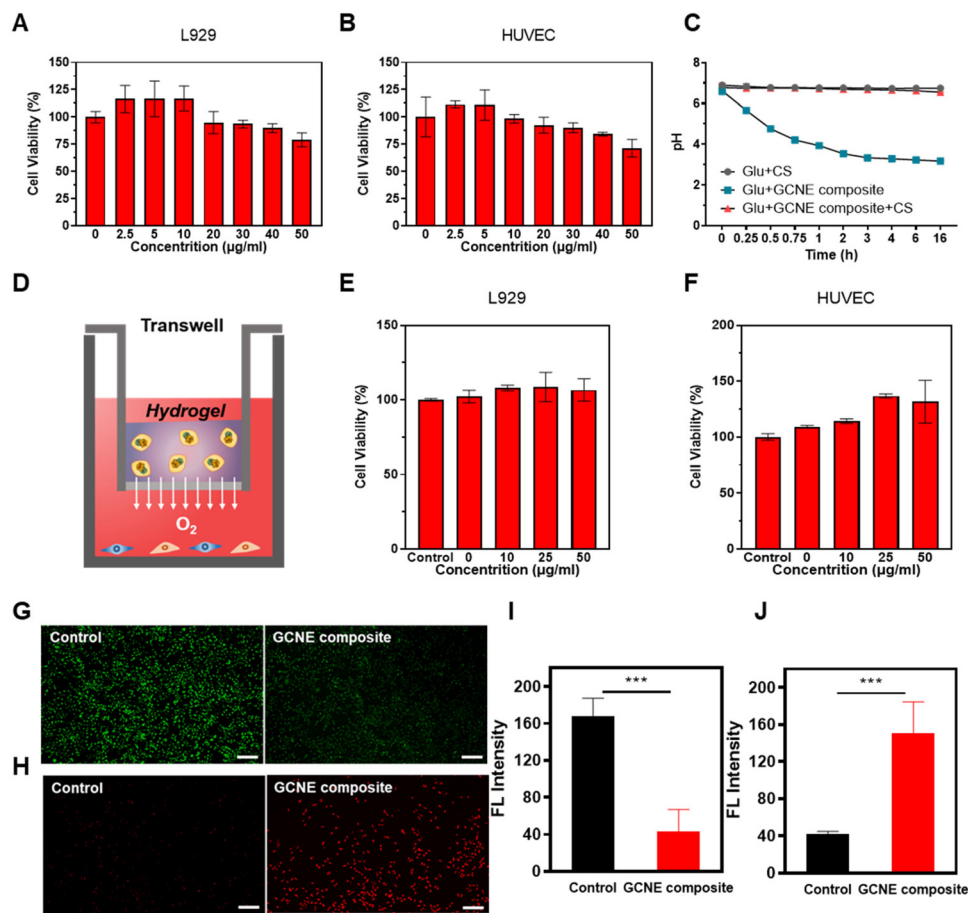 A
L929
Cell Viability (%)
150
125
100
75
50
25
0
0 2.5 5 10 20 30 40 50
Concentrition (μg/ml)
B
HUVEC
Cell Viability (%)
150
125
100
75
50
25
0
0 2.5 5 10 20 30 40 50
Concentrition (μg/ml)
C
pH
8
6
4
2
0
Glu+CS
Glu+GCNE composite
Glu+GCNE composite+CS
0 0.25 0.5 0.75 1 2 3 4 6 16
Time (h)
D
Transwell
Hydrogel
O2
E
L929
Cell Viability (%)
150
100
50
0
Control 0 10 25 50
Concentrition (μg/ml)
F
HUVEC
Cell Viability (%)
200
150
100
50
0
Control 0 10 25 50
Concentrition (μg/ml)
G
Control
GCNE composite
H
Control
GCNE composite
I
FL Intensity
200
160
120
80
40
0
***
Control GCNE composite
J
FL Intensity
200
160
120
80
40
0
***
Control GCNE composite